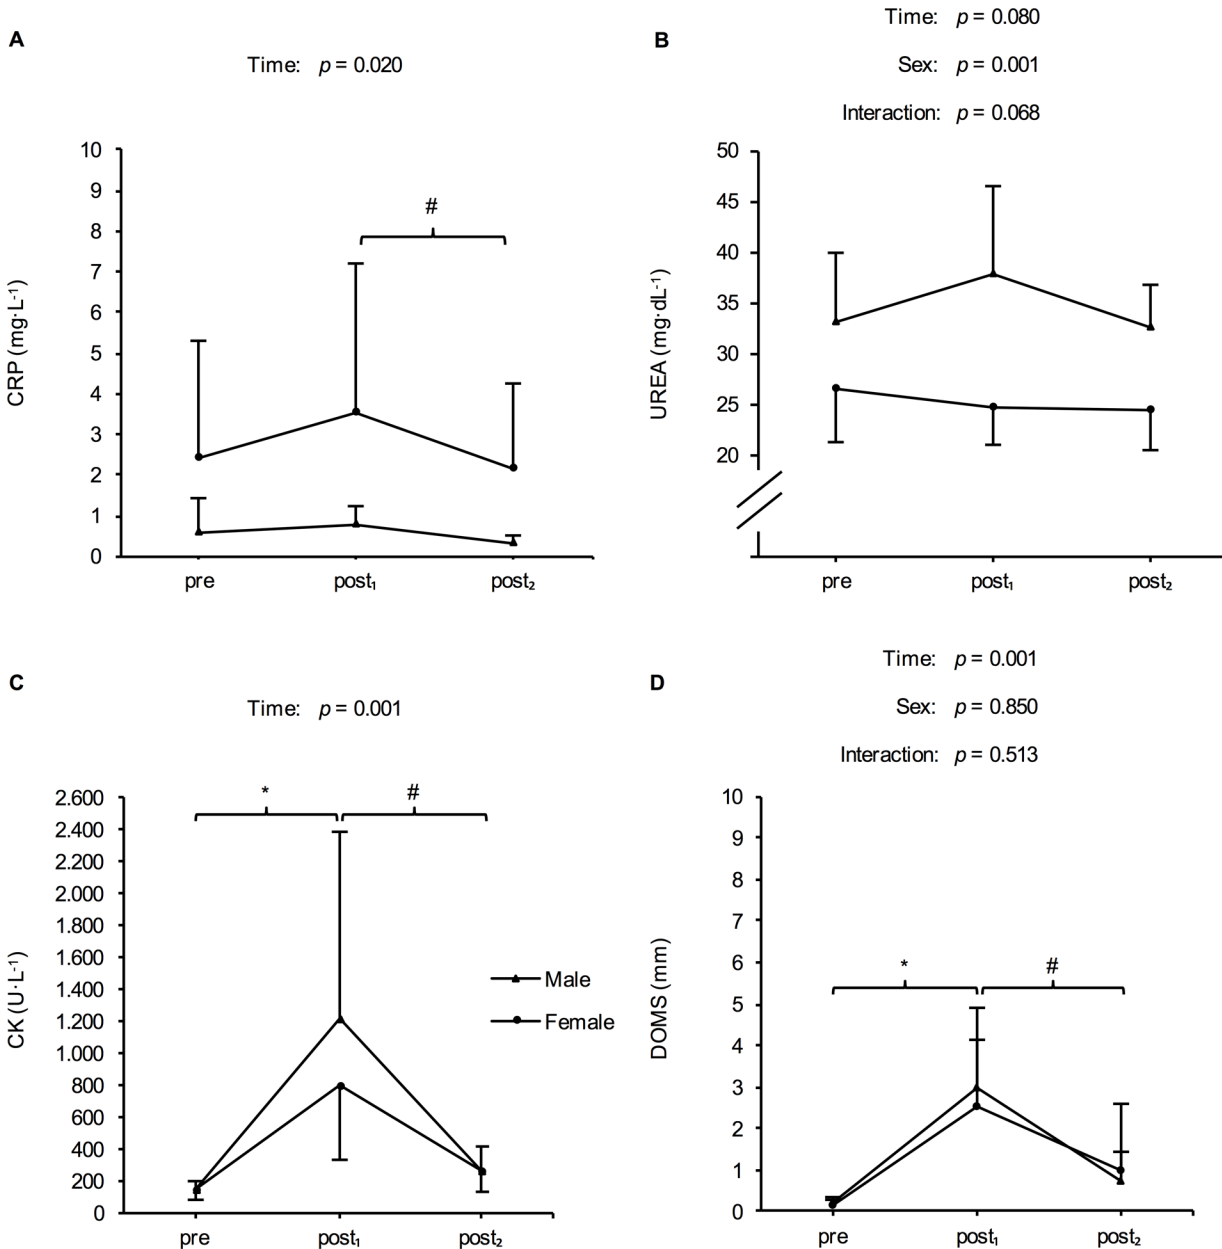 A
Time: p = 0.020
10
9
8
7
6
5
4
3
2
1
0
CRP (mg·L⁻¹)
#
pre
post₁
post₂
B
Time: p = 0.080
Sex: p = 0.001
Interaction: p = 0.068
50
45
40
35
30
25
20
UREA (mg·dL⁻¹)
pre
post₁
post₂
C
Time: p = 0.001
2.600
2.400
2.200
2.000
1.800
1.600
1.400
1.200
1.000
800
600
400
200
0
CK (U·L⁻¹)
*
#
Male
Female
pre
post₁
post₂
D
Time: p = 0.001
Sex: p = 0.850
Interaction: p = 0.513
10
9
8
7
6
5
4
3
2
1
0
DOMS (mm)
*
#
pre
post₁
post₂